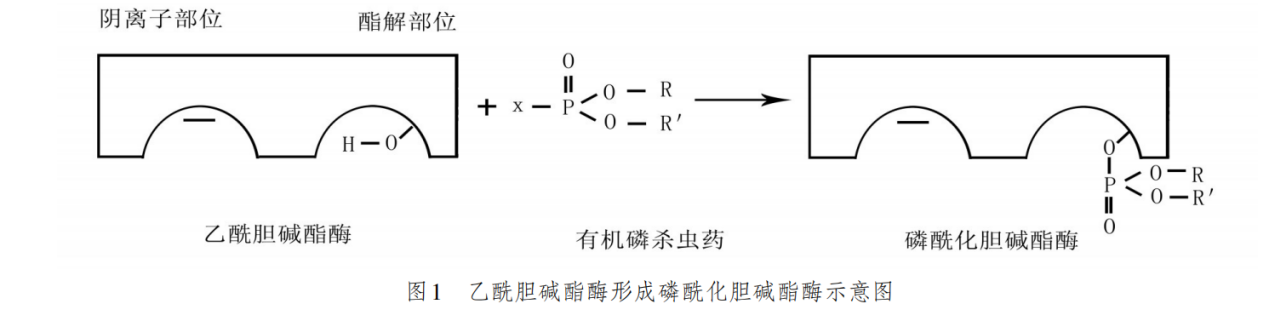 阴离子部位 酯解部位
O
P
O R
O R′
+ x
H O
O
P
O R
O R′
O
乙酰胆碱酯酶 有机磷杀虫药 磷酰化胆碱酯酶
图1 乙酰胆碱酯酶形成磷酰化胆碱酯酶示意图